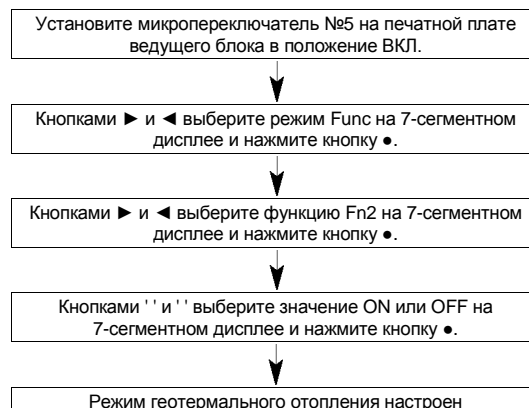 Установите микропереключатель №5 на печатной плате
ведущего блока в положение ВКЛ.
Кнопками ► и ◄ выберите режим Func на 7-сегментном
дисплее и нажмите кнопку ●.
Кнопками ► и ◄ выберите функцию Fn2 на 7-сегментном
дисплее и нажмите кнопку ●.
Кнопками ' ' и ' ' выберите значение ON или OFF на
7-сегментном дисплее и нажмите кнопку ●.
Режим геотермального отопления настроен